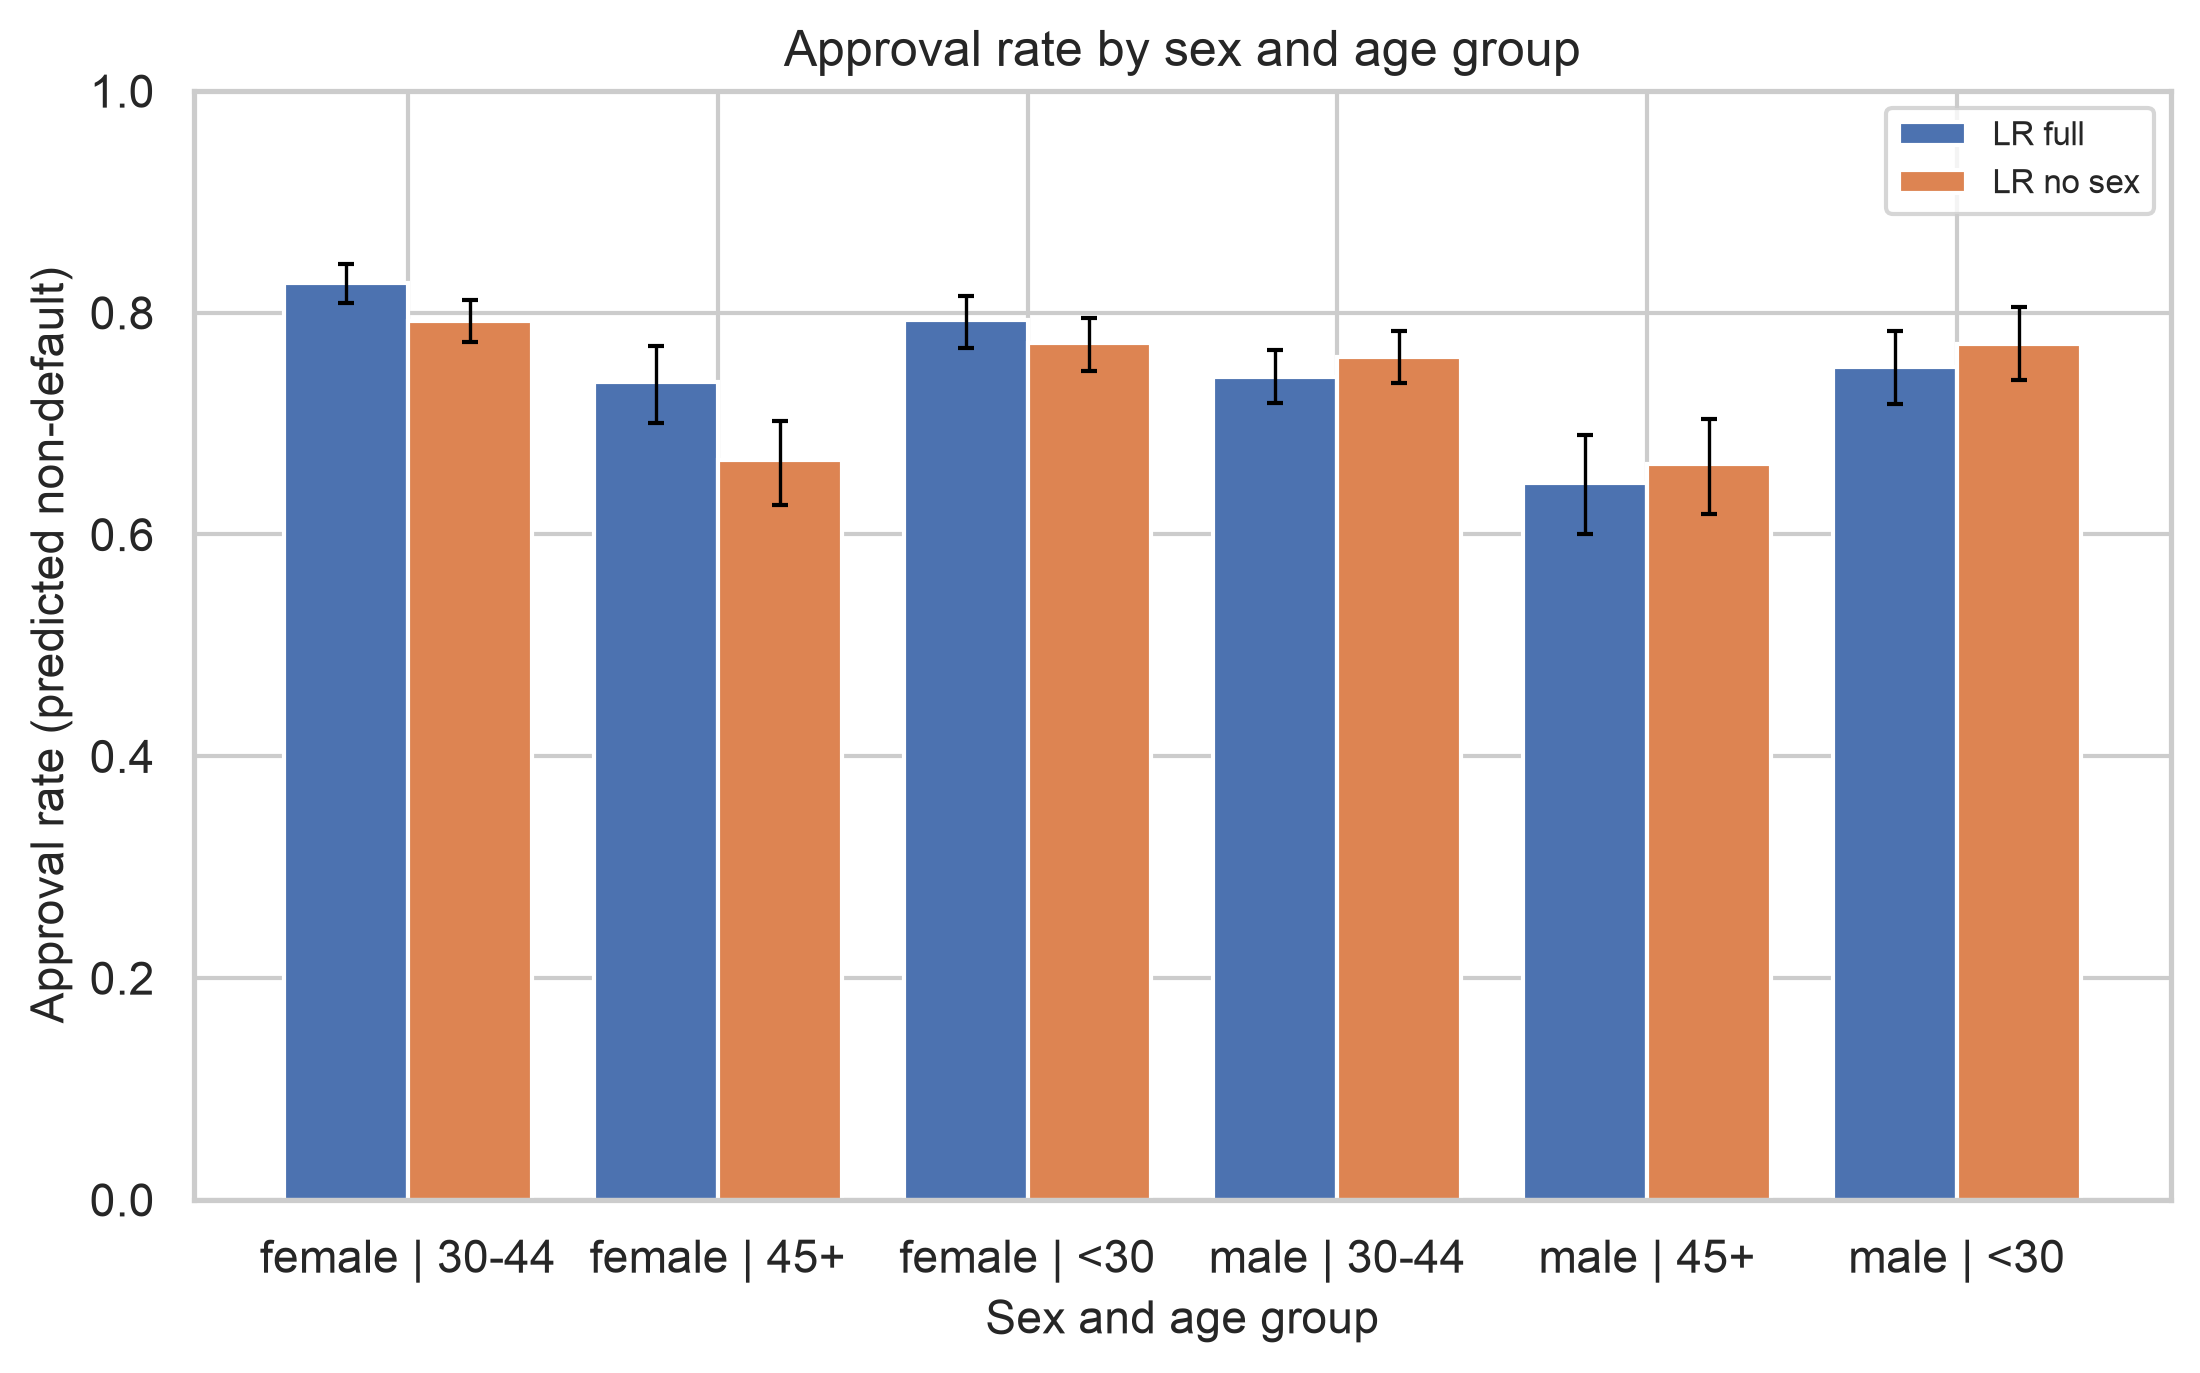 Approval rate by sex and age group
1.0
0.8
0.6
0.4
0.2
0.0
Approval rate (predicted non-default)
LR full
LR no sex
female | 30-44
female | 45+
female | <30
male | 30-44
male | 45+
male | <30
Sex and age group